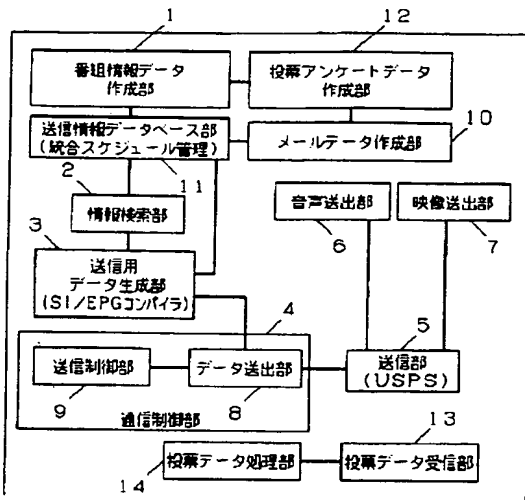 1
12
番組情報データ
作成部
投票アンケートデータ
作成部
送信情報データベース部
(統合スケジュール管理)
メールデータ作成部
10
2
11
情報検索部
音声送出部
映像送出部
6
7
3
送信用
データ生成部
(SI/EPGコンパイラ)
4
5
送信制御部
データ送出部
送信部
(USPS)
9
8
通信制御部
13
投票データ処理部
投票データ受信部
14